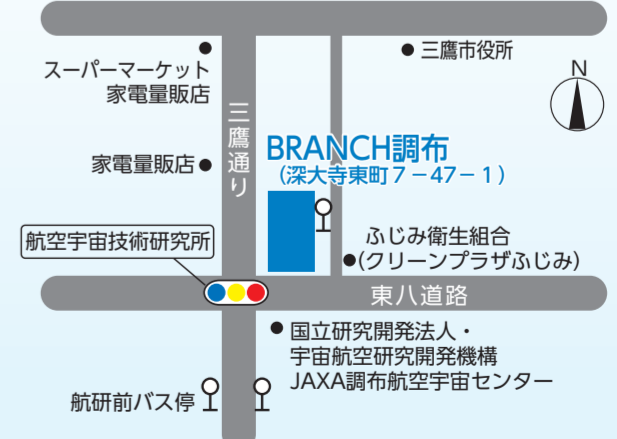 スーパーマーケット
家電量販店
三鷹市役所
N
三鷹通り
家電量販店
BRANCH調布
(深大寺東町7−47−1)
航空宇宙技術研究所
ふじみ衛生組合
(クリーンプラザふじみ)
東八道路
国立研究開発法人・
宇宙航空研究開発機構
JAXA調布航空宇宙センター
航研前バス停